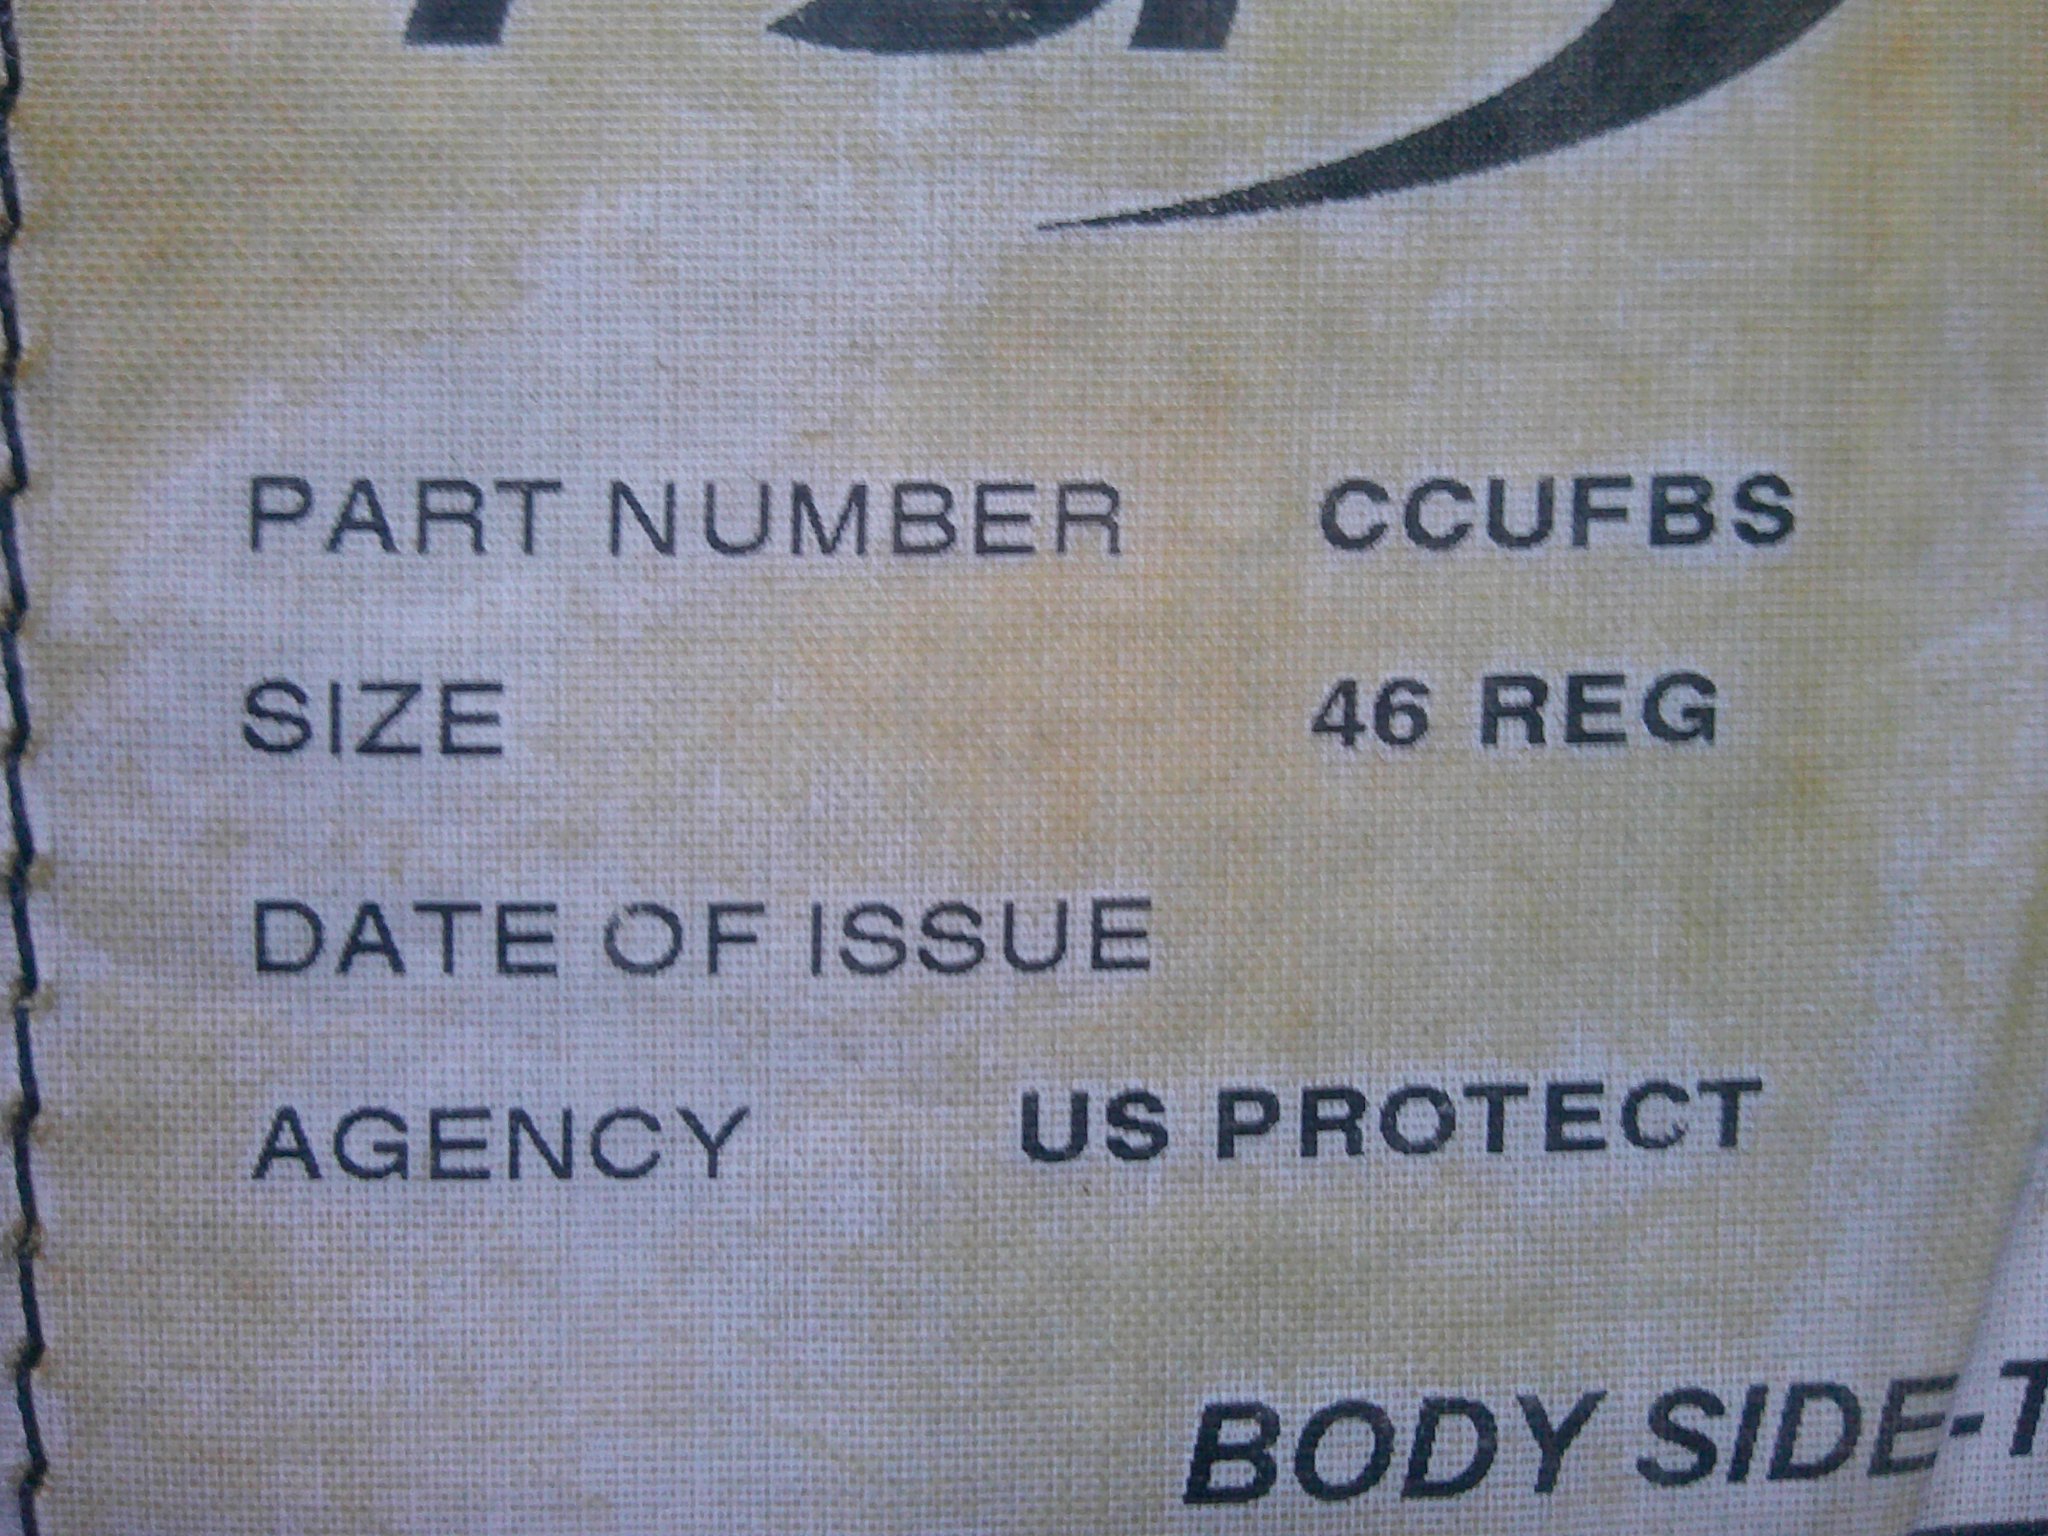 PART NUMBER CCUFBS
SIZE 46 REG
DATE OF ISSUE
AGENCY US PROTECT
BODY SIDE-T